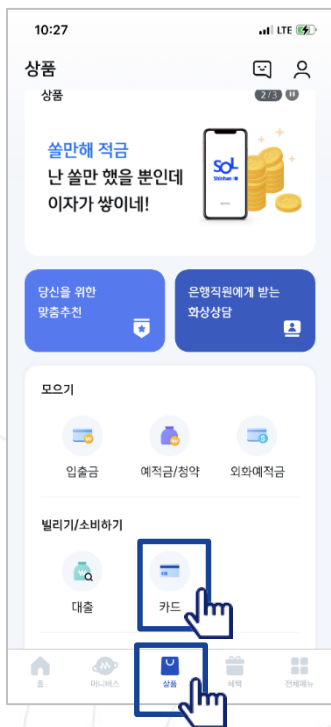 10:27
LTE
상품
상품
2/3
쏠만해 적금
난 쏠만 했을 뿐인데
이자가 쌓이네!
SOL
Shinhan
당신을 위한
맞춤추천
은행직원에게 받는
화상상담
모으기
입출금
예적금/청약
외화예적금
빌리기/소비하기
대출
카드
홈
머니버스
상품
혜택
전체메뉴